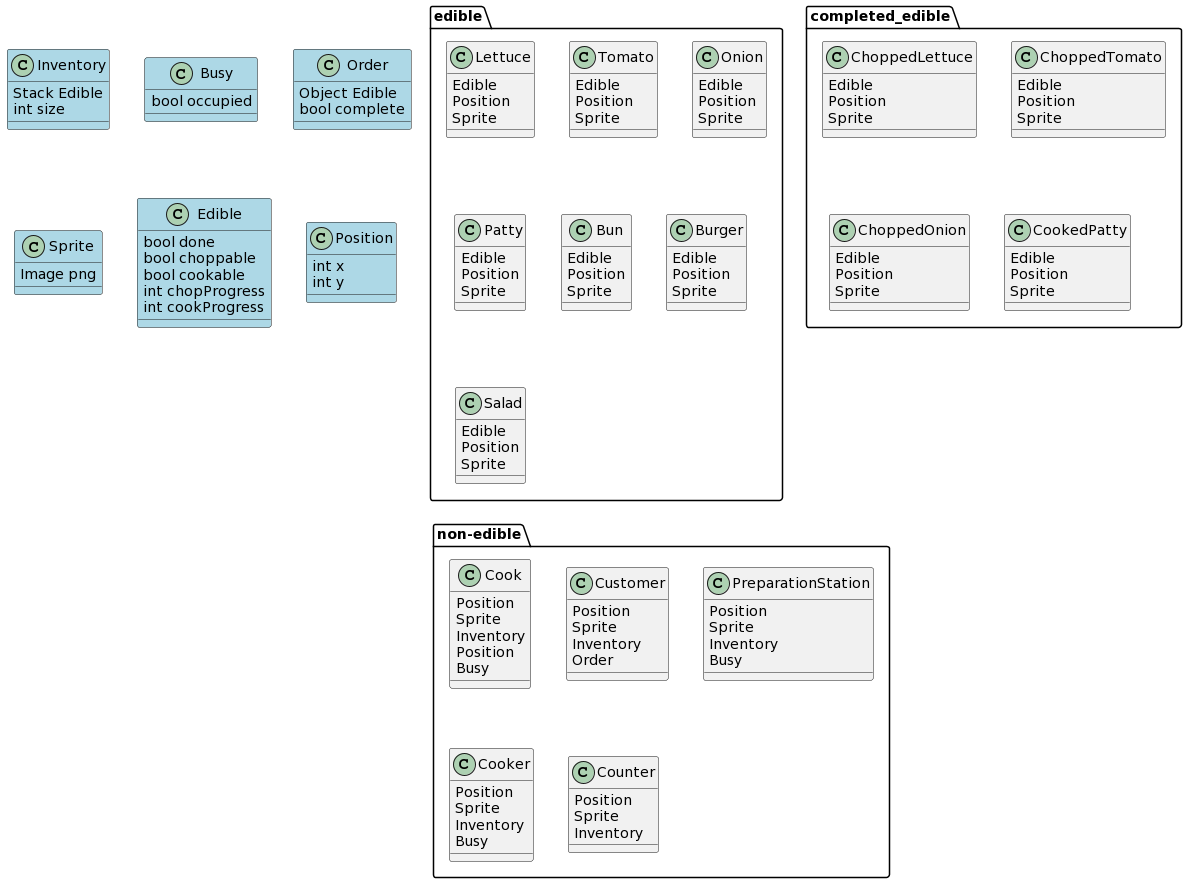 Inventory
Stack Edible
int size
Busy
bool occupied
Order
Object Edible
bool complete
Sprite
Image png
Edible
bool done
bool choppable
bool cookable
int chopProgress
int cookProgress
Position
int x
int y
edible
Lettuce
Edible
Position
Sprite
Tomato
Edible
Position
Sprite
Onion
Edible
Position
Sprite
Patty
Edible
Position
Sprite
Bun
Edible
Position
Sprite
Burger
Edible
Position
Sprite
Salad
Edible
Position
Sprite
completed_edible
ChoppedLettuce
Edible
Position
Sprite
ChoppedTomato
Edible
Position
Sprite
ChoppedOnion
Edible
Position
Sprite
CookedPatty
Edible
Position
Sprite
non-edible
Cook
Position
Sprite
Inventory
Position
Busy
Customer
Position
Sprite
Inventory
Order
PreparationStation
Position
Sprite
Inventory
Busy
Cooker
Position
Sprite
Inventory
Busy
Counter
Position
Sprite
Inventory